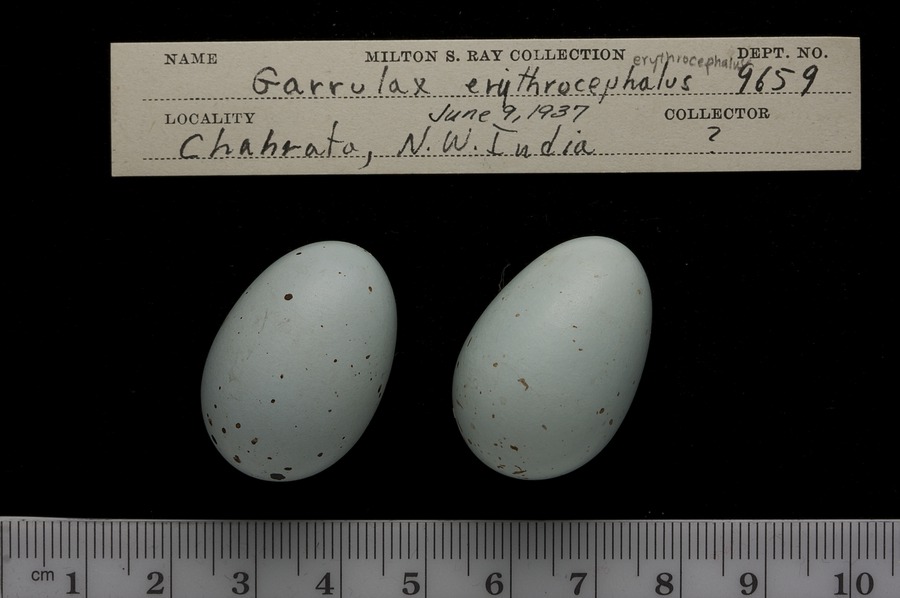 NAME MILTON S. RAY COLLECTION DEPT. NO.
erythrocephalus
Garrulax erythrocephalus 9659
LOCALITY June 9, 1937 COLLECTOR
Chahrata, N.W. India ?
cm 1 2 3 4 5 6 7 8 9 10